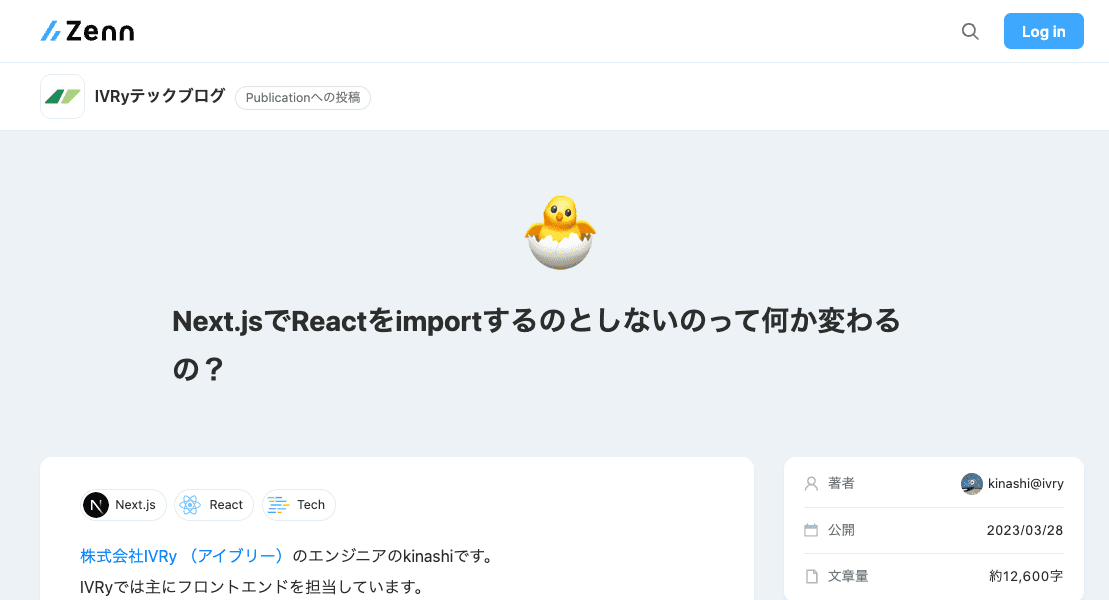 Zenn
Log in
IVRyテックブログ
Publicationへの投稿
Next.jsでReactをimportするのとしないのって何か変わる
の？
Next.js
React
Tech
株式会社IVRy （アイブリー）のエンジニアのkinashiです。
IVRyでは主にフロントエンドを担当しています。
著者
kinashi@ivry
公開
2023/03/28
文章量
約12,600字